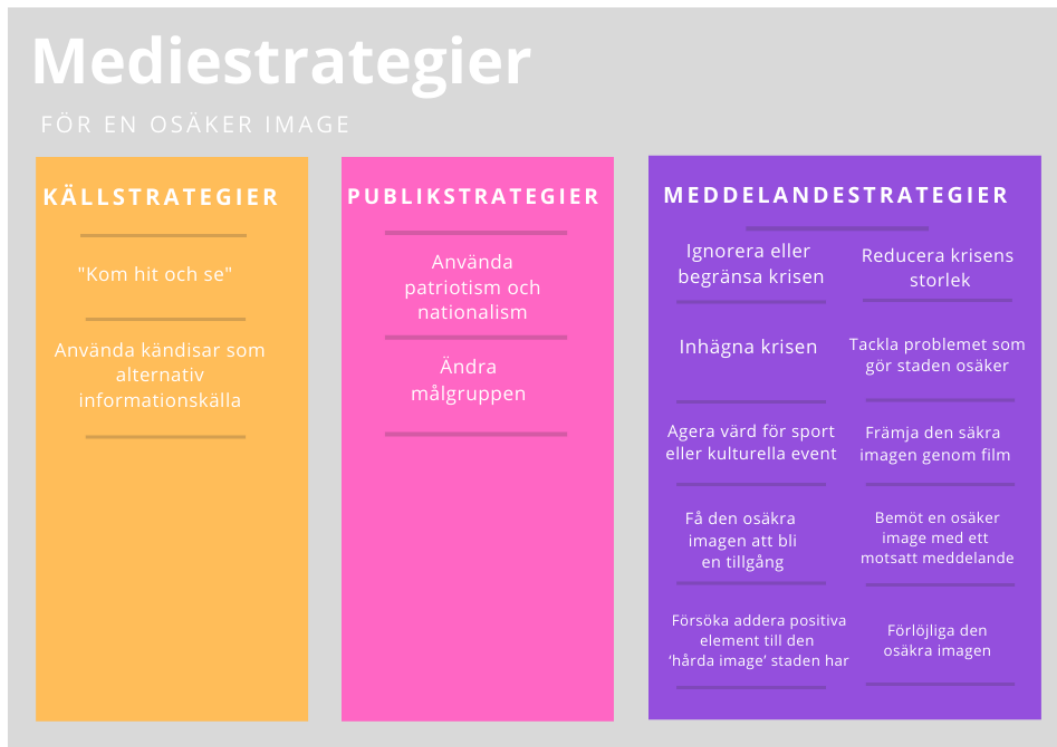 Mediestrategier
FÖR EN OSÄKER IMAGE
KÄLLSTRATEGIER
"Kom hit och se"
Använda kändisar som
alternativ
informationskälla
PUBLIKSTRATEGIER
Använda
patriotism och
nationalism
Ändra
målgruppen
MEDDELANDESTRATEGIER
Ignorera eller
begränsa krisen
Reducera krisens
storlek
Inhägna krisen
Tackla problemet som
gör staden osäker
Agera värd för sport
eller kulturella event
Främja den säkra
imagen genom film
Få den osäkra
imagen att bli
en tillgång
Bemöt en osäker
image med ett
motsatt meddelande
Försöka addera positiva
element till den
‘hårda image’ staden har
Förlöjliga den
osäkra imagen